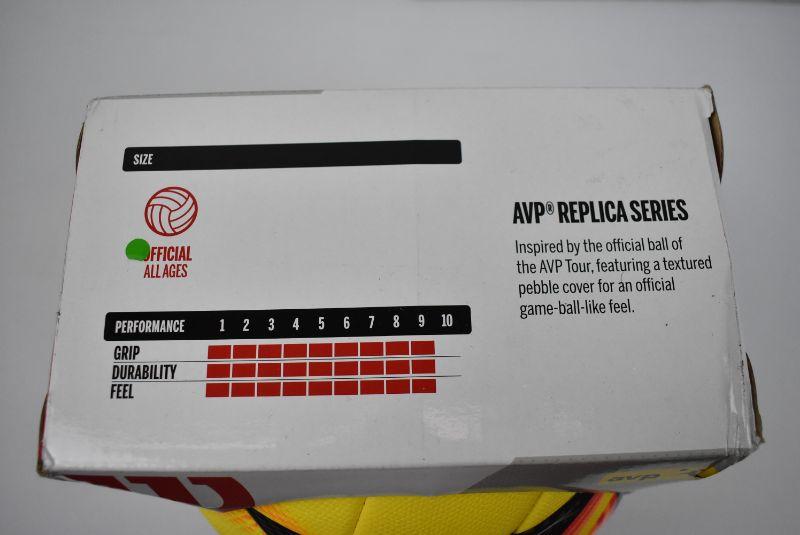 SIZE
OFFICIAL
ALL AGES
AVP® REPLICA SERIES
Inspired by the official ball of
the AVP Tour, featuring a textured
pebble cover for an official
game-ball-like feel.
PERFORMANCE 1 2 3 4 5 6 7 8 9 10
GRIP
DURABILITY
FEEL
avp